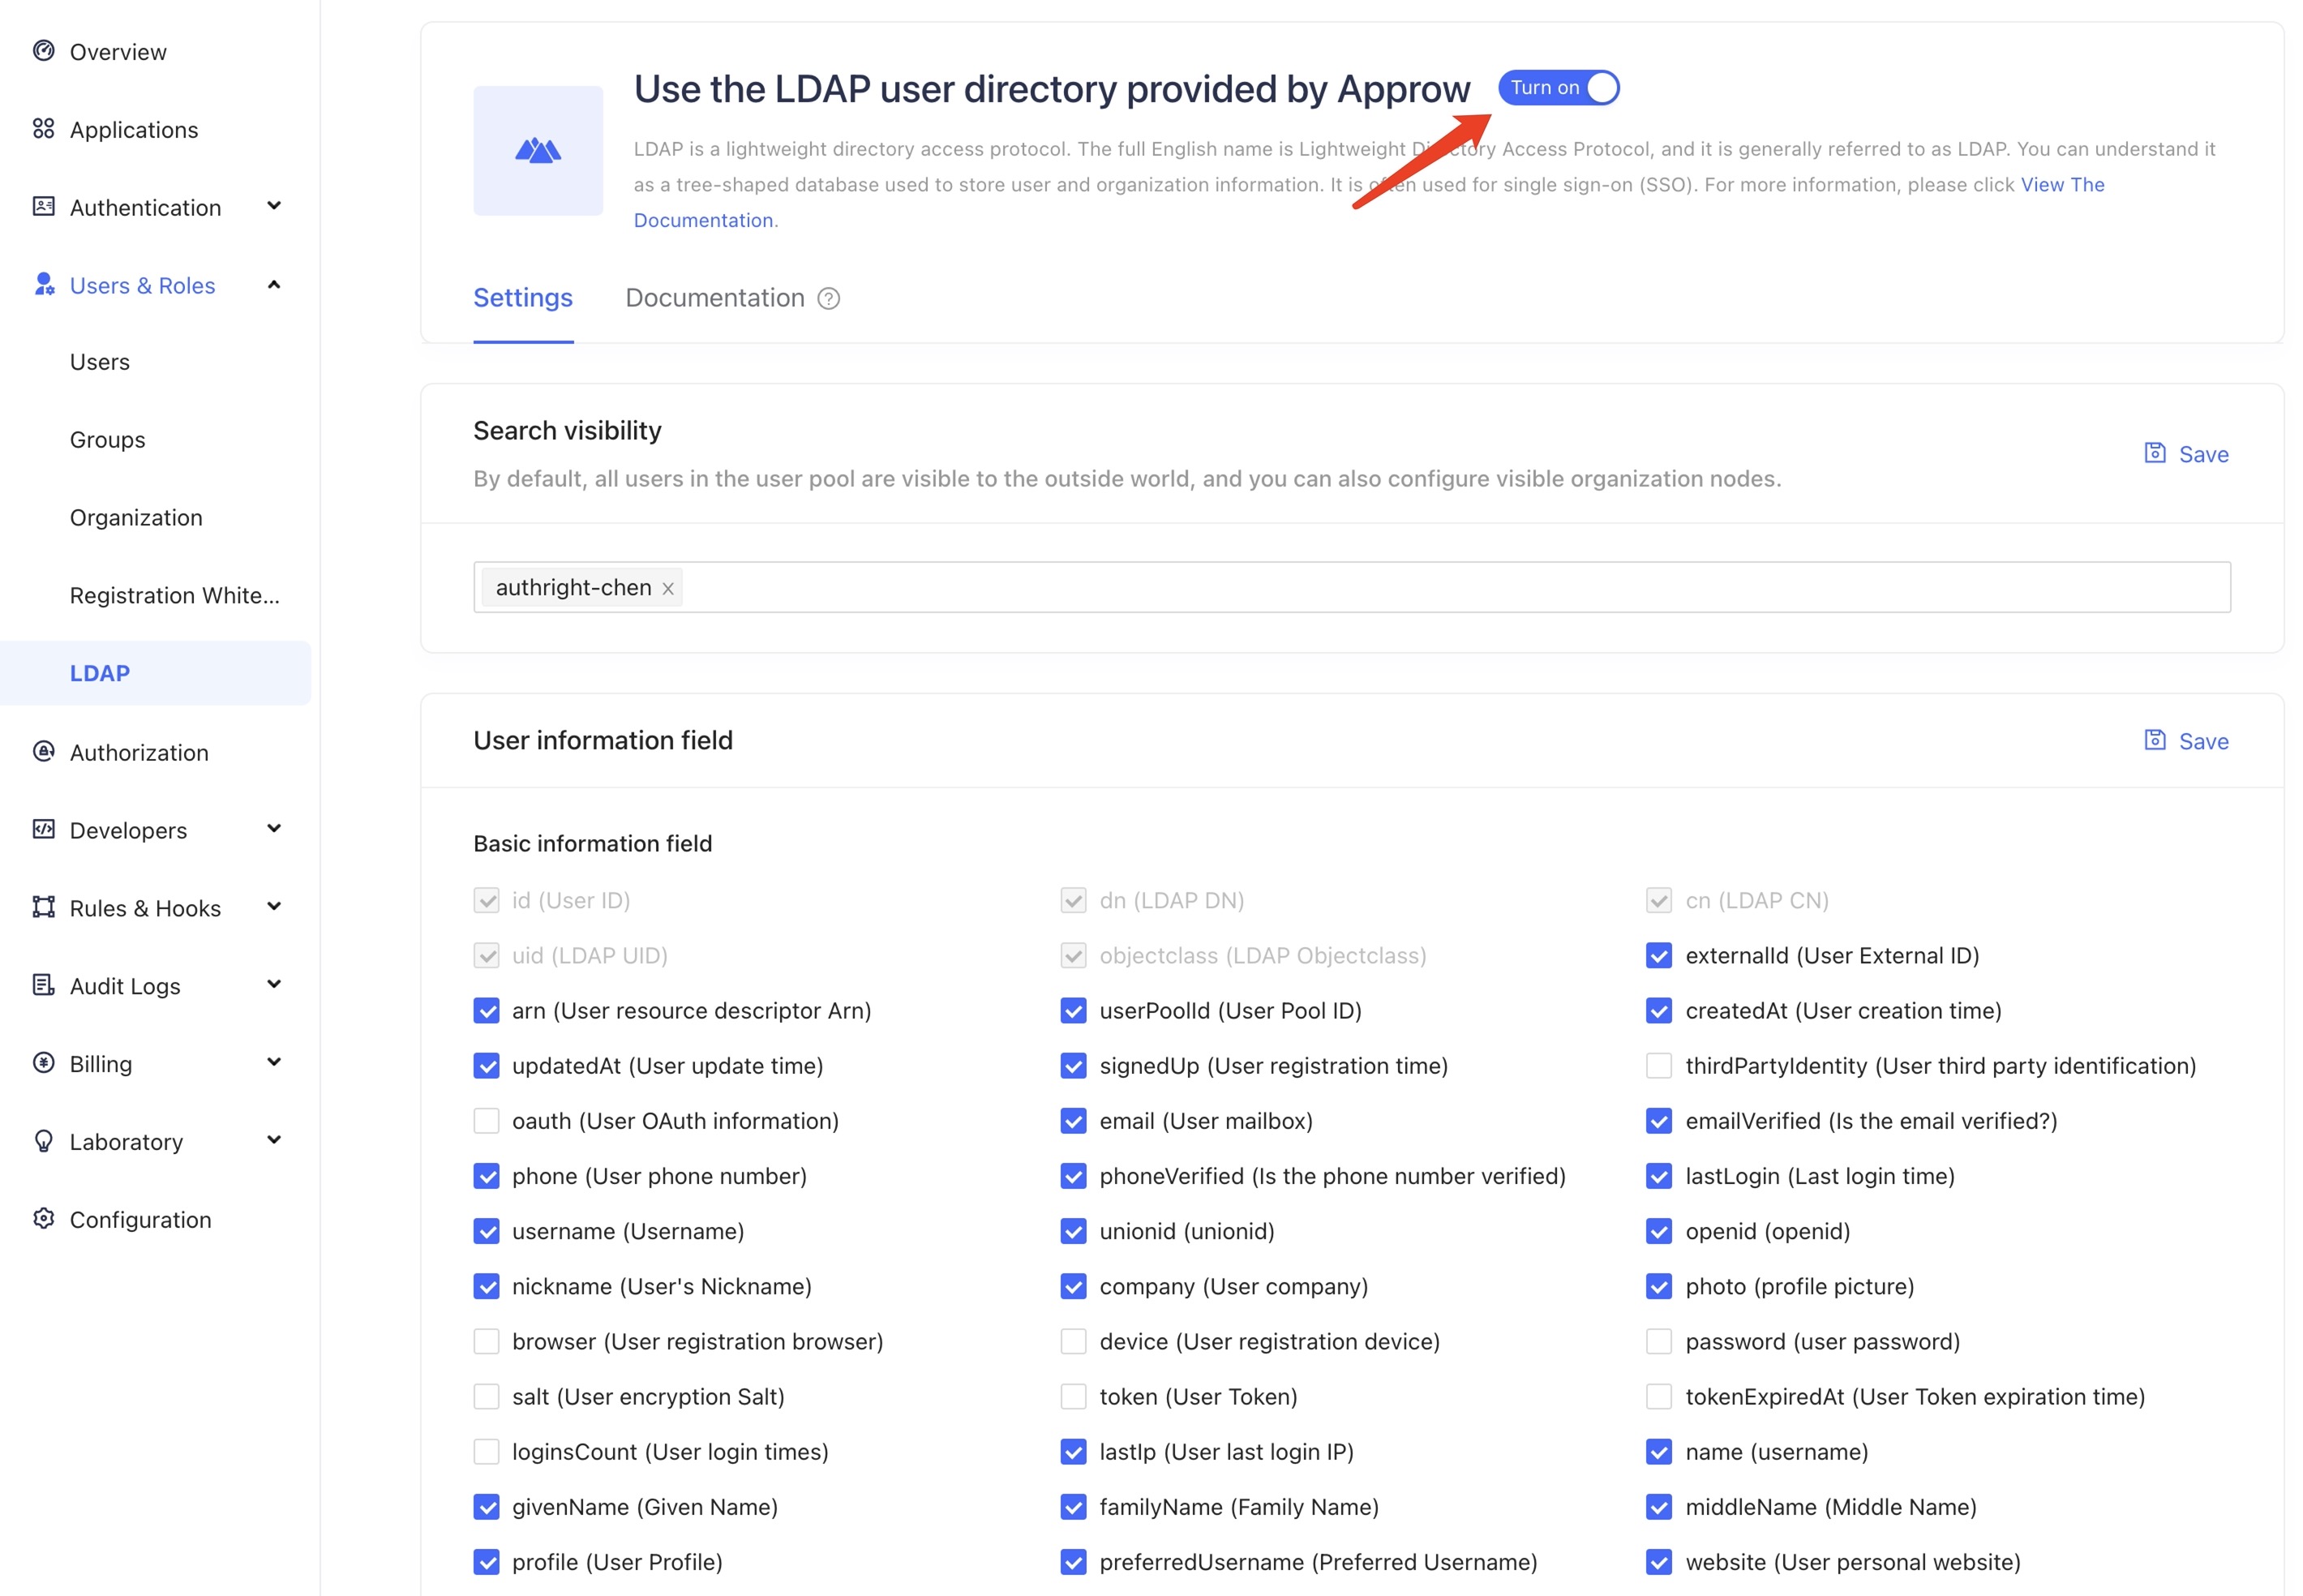 Overview
Applications
Authentication
Users & Roles
Users
Groups
Organization
Registration White...
LDAP
Authorization
Developers
Rules & Hooks
Audit Logs
Billing
Laboratory
Configuration
Use the LDAP user directory provided by Approw
Turn on
LDAP is a lightweight directory access protocol. The full English name is Lightweight Directory Access Protocol, and it is generally referred to as LDAP. You can understand it
as a tree-shaped database used to store user and organization information. It is often used for single sign-on (SSO). For more information, please click View The
Documentation.
Settings
Documentation
Search visibility
Save
By default, all users in the user pool are visible to the outside world, and you can also configure visible organization nodes.
authright-chen
User information field
Save
Basic information field
id (User ID)
dn (LDAP DN)
cn (LDAP CN)
uid (LDAP UID)
objectclass (LDAP Objectclass)
externalId (User External ID)
arn (User resource descriptor Arn)
userPoolId (User Pool ID)
createdAt (User creation time)
updatedAt (User update time)
signedUp (User registration time)
thirdPartyIdentity (User third party identification)
oauth (User OAuth information)
email (User mailbox)
emailVerified (Is the email verified?)
phone (User phone number)
phoneVerified (Is the phone number verified)
lastLogin (Last login time)
username (Username)
unionid (unionid)
openid (openid)
nickname (User's Nickname)
company (User company)
photo (profile picture)
browser (User registration browser)
device (User registration device)
password (user password)
salt (User encryption Salt)
token (User Token)
tokenExpiredAt (User Token expiration time)
loginsCount (User login times)
lastIp (User last login IP)
name (username)
givenName (Given Name)
familyName (Family Name)
middleName (Middle Name)
profile (User Profile)
preferredUsername (Preferred Username)
website (User personal website)